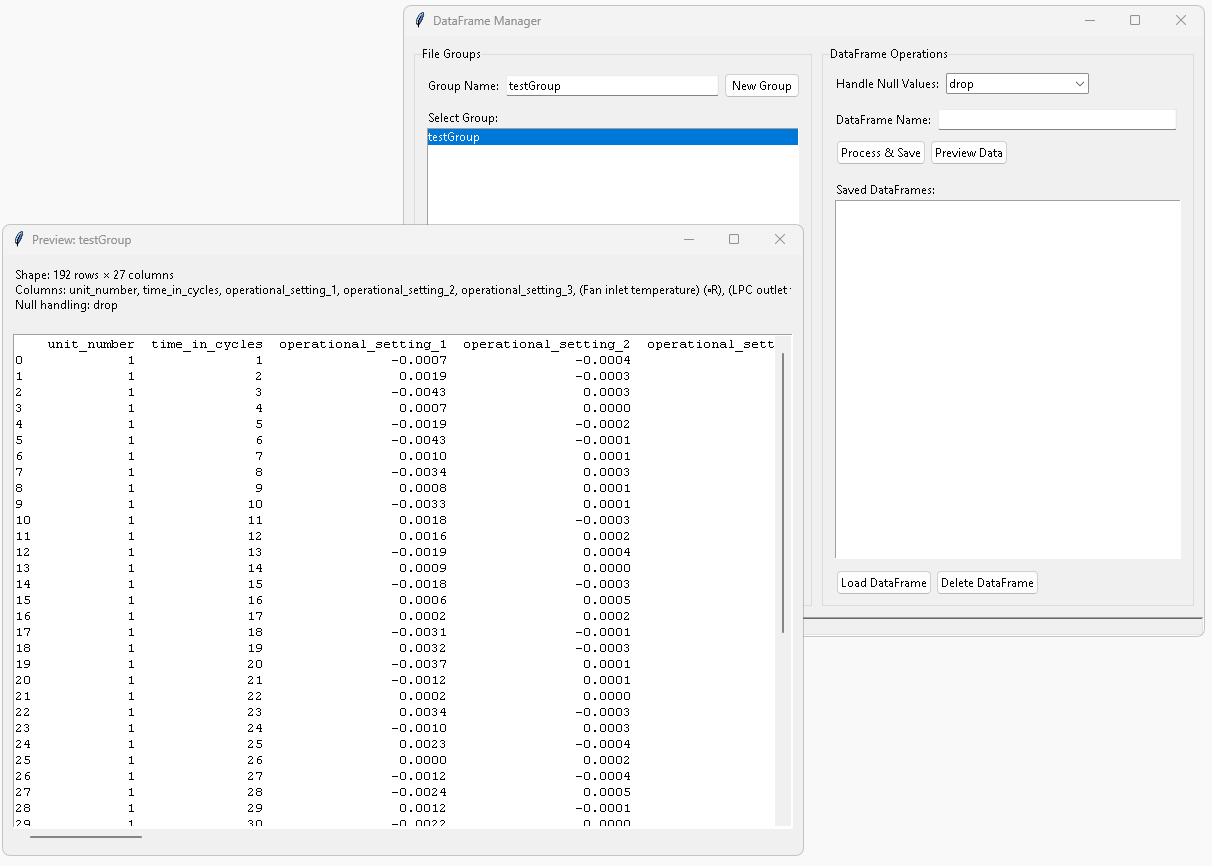 DataFrame Manager
File Groups
Group Name: testGroup New Group
Select Group:
testGroup
DataFrame Operations
Handle Null Values: drop
DataFrame Name:
Process & Save Preview Data
Saved DataFrames:
Load DataFrame Delete DataFrame
Preview: testGroup
Shape: 192 rows × 27 columns
Columns: unit_number, time_in_cycles, operational_setting_1, operational_setting_2, operational_setting_3, (Fan inlet temperature) (◦R), (LPC outlet
Null handling: drop
unit_number time_in_cycles operational_setting_1 operational_setting_2 operational_sett
0 1 1 -0.0007 -0.0004
1 1 2 0.0019 -0.0003
2 1 3 -0.0043 0.0003
3 1 4 0.0007 0.0000
4 1 5 -0.0019 -0.0002
5 1 6 -0.0043 -0.0001
6 1 7 0.0010 0.0001
7 1 8 -0.0034 0.0003
8 1 9 0.0008 0.0001
9 1 10 -0.0033 0.0001
10 1 11 0.0018 -0.0003
11 1 12 0.0016 0.0002
12 1 13 -0.0019 0.0004
13 1 14 0.0009 0.0000
14 1 15 -0.0018 -0.0003
15 1 16 0.0006 0.0005
16 1 17 0.0002 0.0002
17 1 18 -0.0031 -0.0001
18 1 19 0.0032 -0.0003
19 1 20 -0.0037 0.0001
20 1 21 -0.0012 0.0001
21 1 22 0.0002 0.0000
22 1 23 0.0034 -0.0003
23 1 24 -0.0010 0.0003
24 1 25 0.0023 -0.0004
25 1 26 0.0000 0.0002
26 1 27 -0.0012 -0.0004
27 1 28 -0.0024 0.0005
28 1 29 0.0012 -0.0001
29 1 30 -0.0022 0.0000